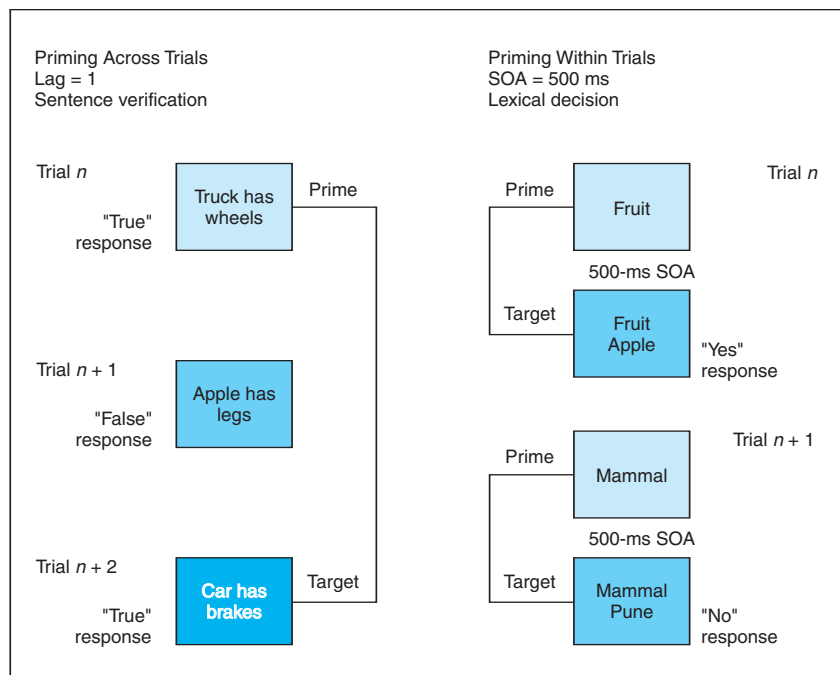 Priming Across Trials
Lag = 1
Sentence verification
Trial n
"True"
response
Truck has
wheels
Prime
Trial n + 1
"False"
response
Apple has
legs
Trial n + 2
"True"
response
Car has
brakes
Target
Priming Within Trials
SOA = 500 ms
Lexical decision
Trial n
Prime
Fruit
500-ms SOA
Target
Fruit
Apple
"Yes"
response
Trial n + 1
Prime
Mammal
500-ms SOA
Target
Mammal
Pune
"No"
response